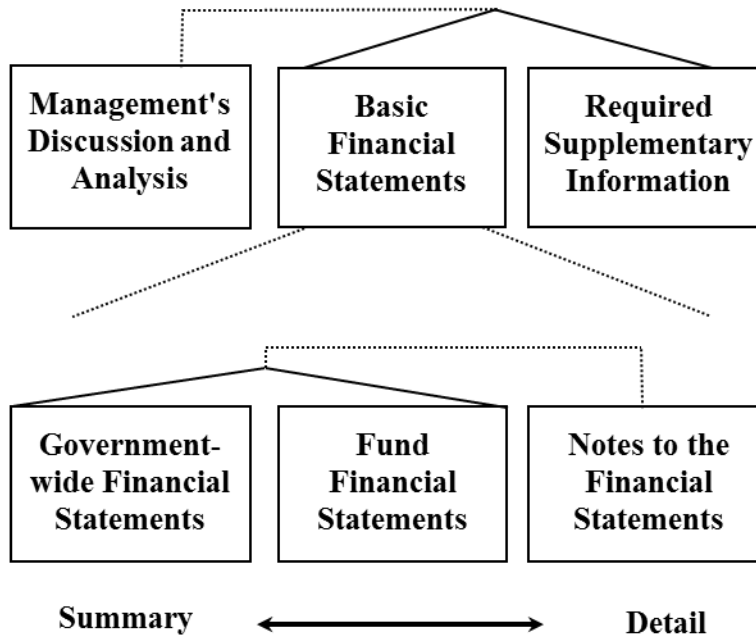 Management's
Discussion and
Analysis
Basic
Financial
Statements
Required
Supplementary
Information
Government-
wide Financial
Statements
Fund
Financial
Statements
Notes to the
Financial
Statements
Summary
Detail